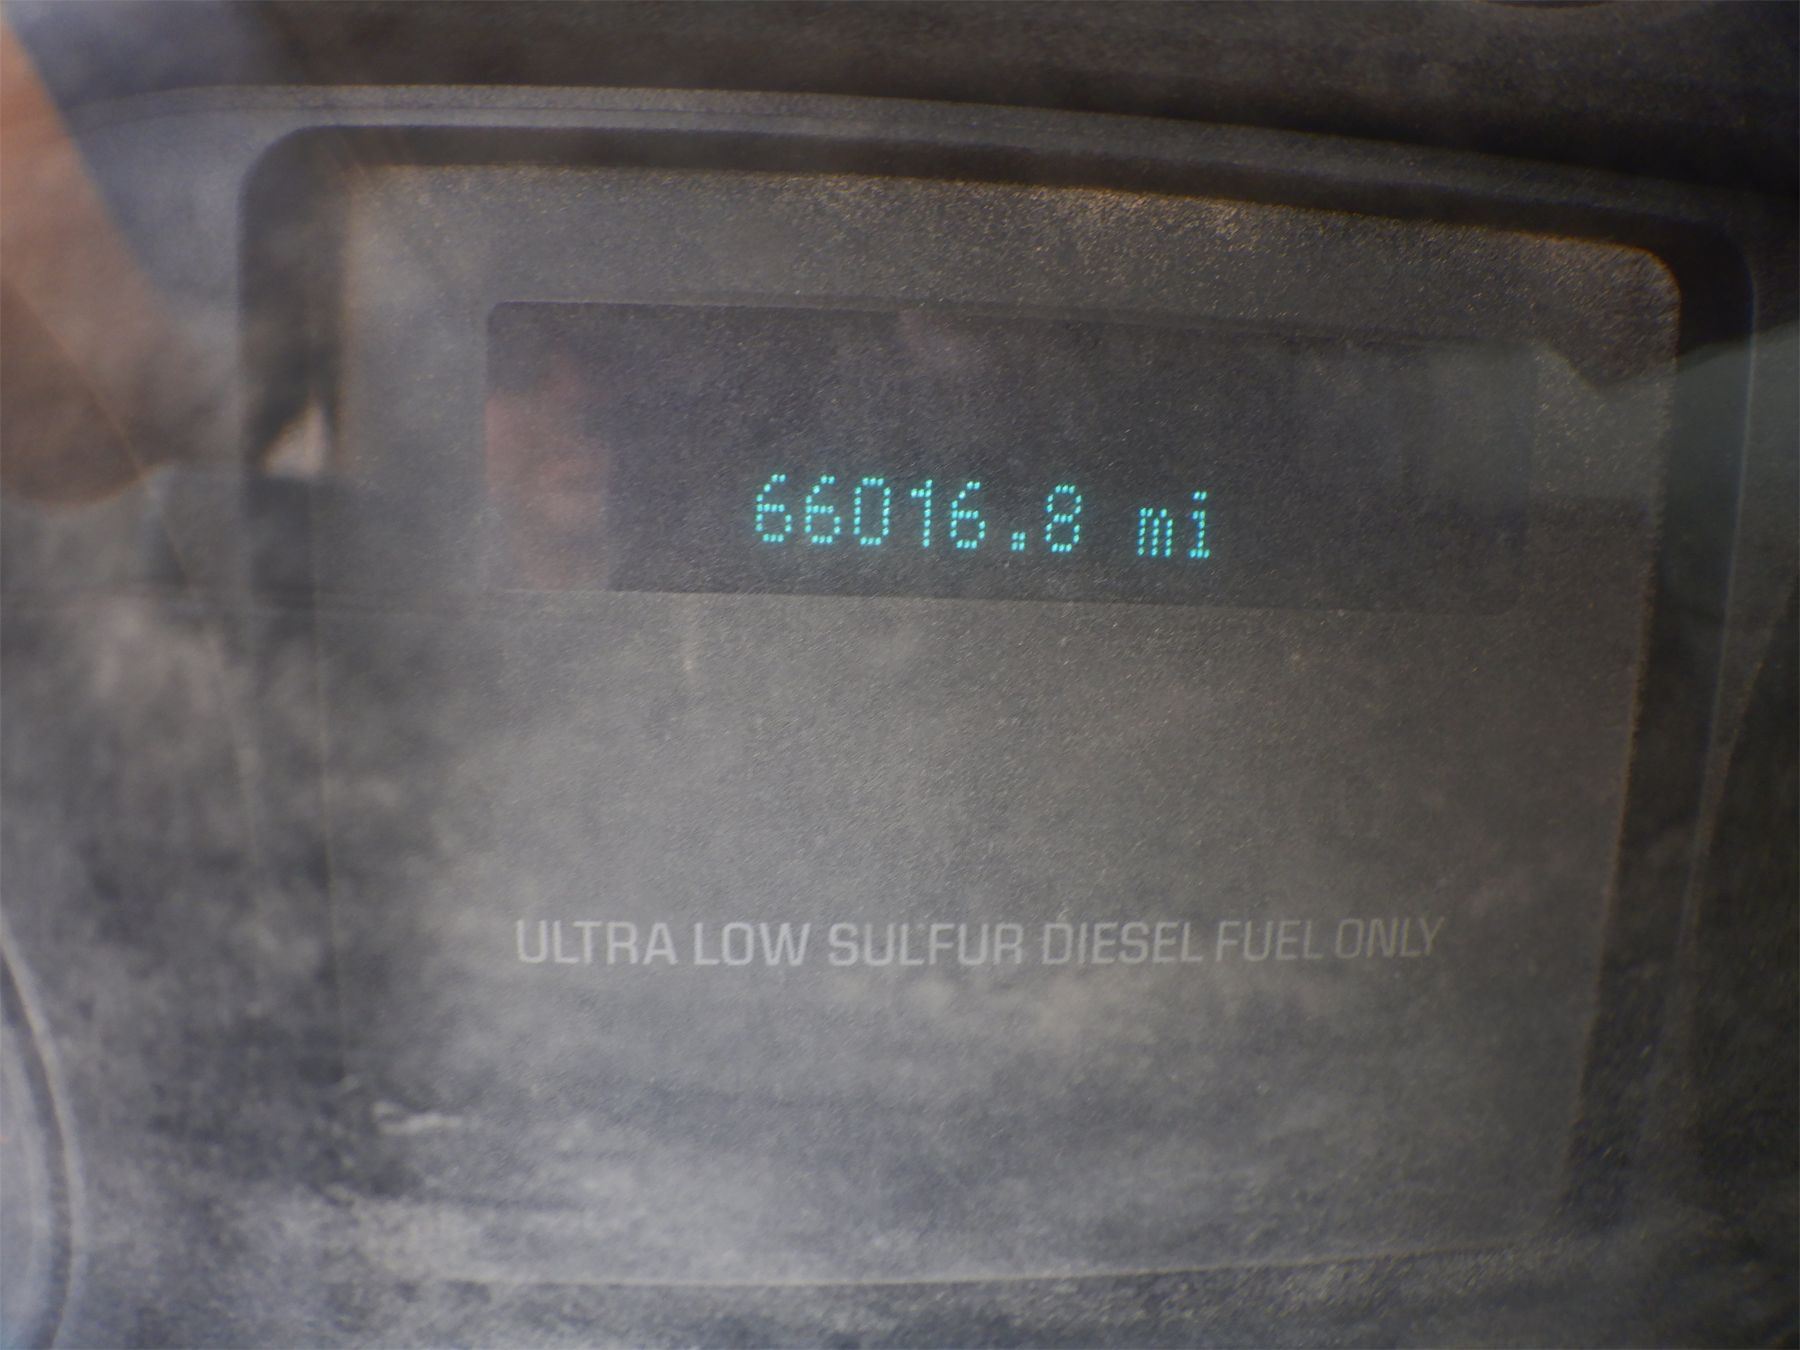 66016.8 mi
ULTRA LOW SULFUR DIESEL FUEL ONLY